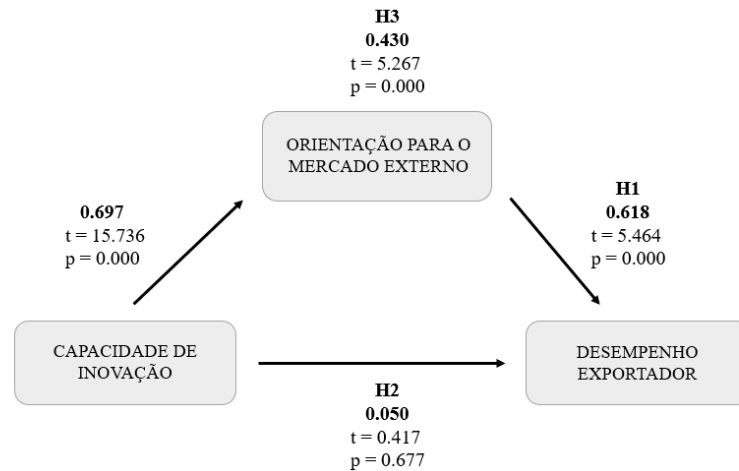 H3
0.430
t = 5.267
p = 0.000
ORIENTAÇÃO PARA O
MERCADO EXTERNO
0.697
t = 15.736
p = 0.000
H1
0.618
t = 5.464
p = 0.000
CAPACIDADE DE
INOVAÇÃO
DESEMPENHO
EXPORTADOR
H2
0.050
t = 0.417
p = 0.677